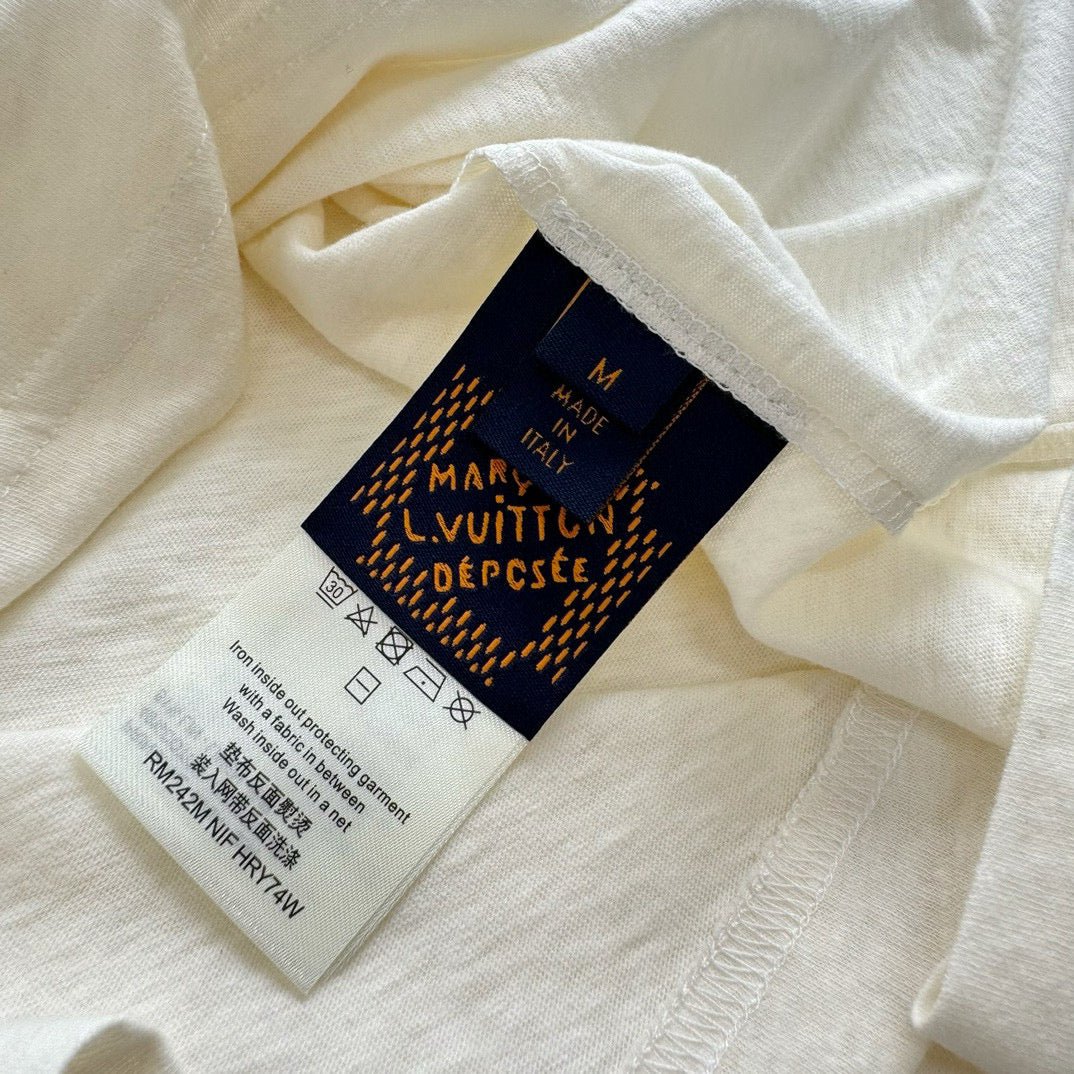 M
MADE
IN
ITALY
L.VUiTTON
DÉPOSÉE
30
Iron inside out protecting garment
with a fabric in between
Wash inside out in a net
垫布反面熨烫
装入网带反面洗涤
RM242M NIF HRY74W